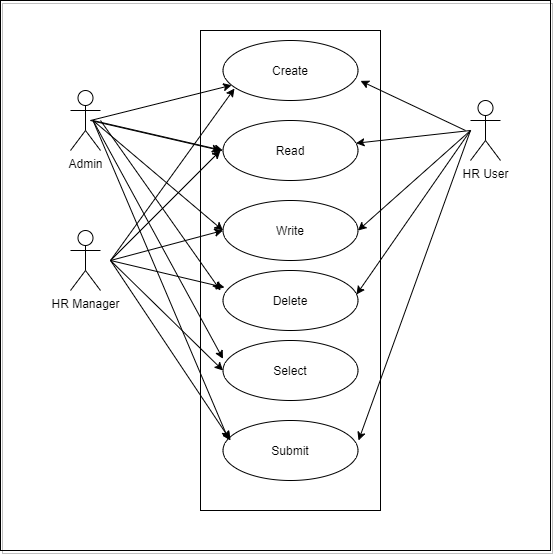 Create
Admin
Read
HR User
Write
HR Manager
Delete
Select
Submit